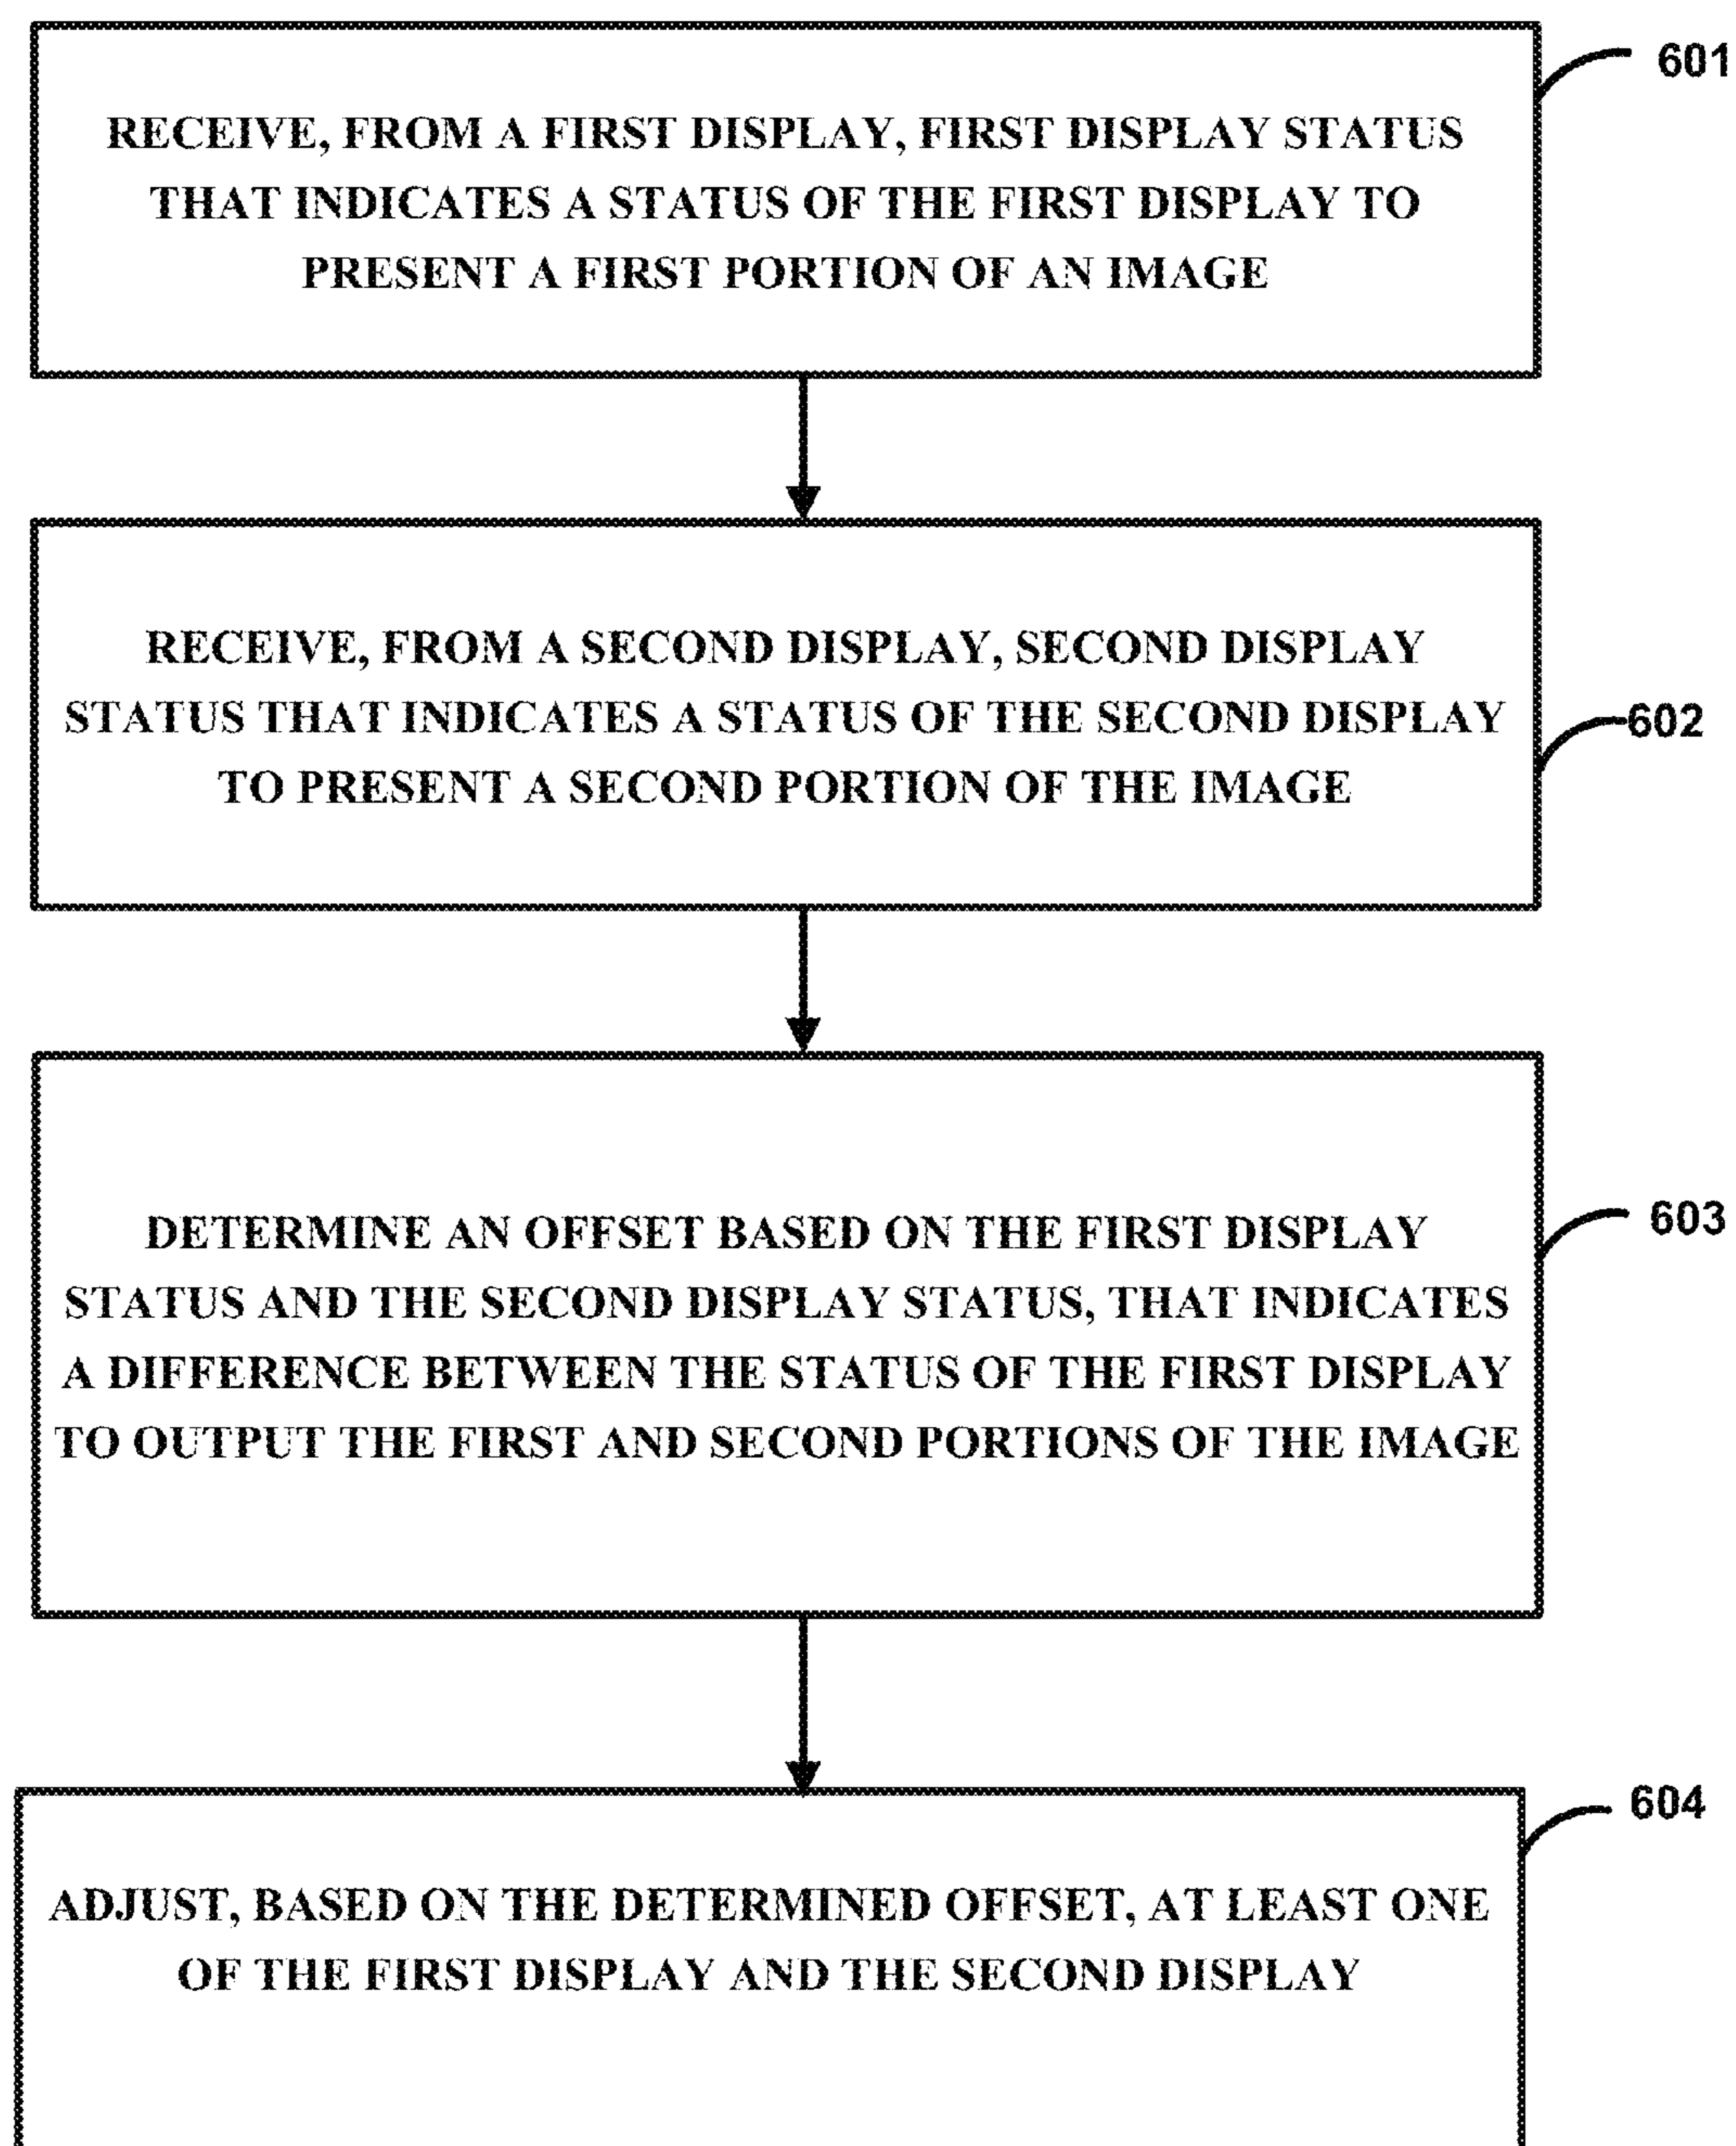 601
RECEIVE, FROM A FIRST DISPLAY, FIRST DISPLAY STATUS
THAT INDICATES A STATUS OF THE FIRST DISPLAY TO
PRESENT A FIRST PORTION OF AN IMAGE
RECEIVE, FROM A SECOND DISPLAY, SECOND DISPLAY
STATUS THAT INDICATES A STATUS OF THE SECOND DISPLAY
602
TO PRESENT A SECOND PORTION OF THE IMAGE
603
DETERMINE AN OFFSET BASED ON THE FIRST DISPLAY
STATUS AND THE SECOND DISPLAY STATUS, THAT INDICATES
A DIFFERENCE BETWEEN THE STATUS OF THE FIRST DISPLAY
TO OUTPUT THE FIRST AND SECOND PORTIONS OF THE IMAGE
604
ADJUST, BASED ON THE DETERMINED OFFSET, AT LEAST ONE
OF THE FIRST DISPLAY AND THE SECOND DISPLAY